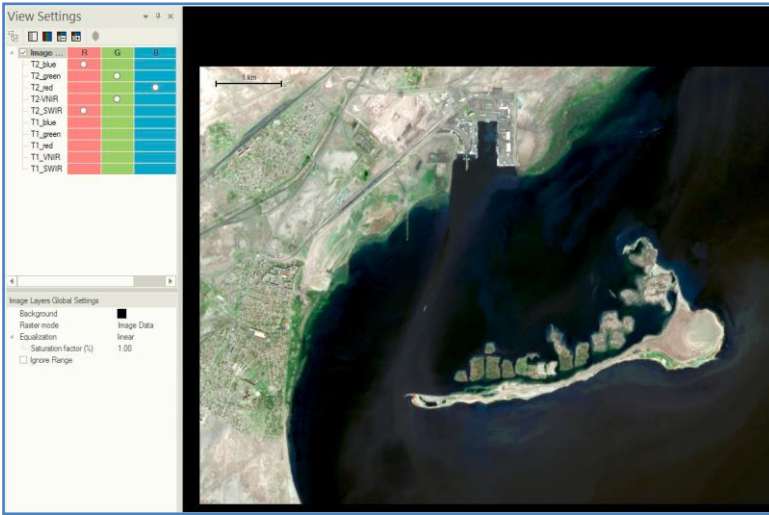 View Settings
Image ... R G B
T2_blue
T2_green
T2_red
T2-VNIR
T2_SWIR
T1_blue
T1_green
T1_red
T1_VNIR
T1_SWIR
1 km
Image Layers Global Settings
Background
Raster mode Image Data
Equalization linear
Saturation factor (%) 1.00
Ignore Range